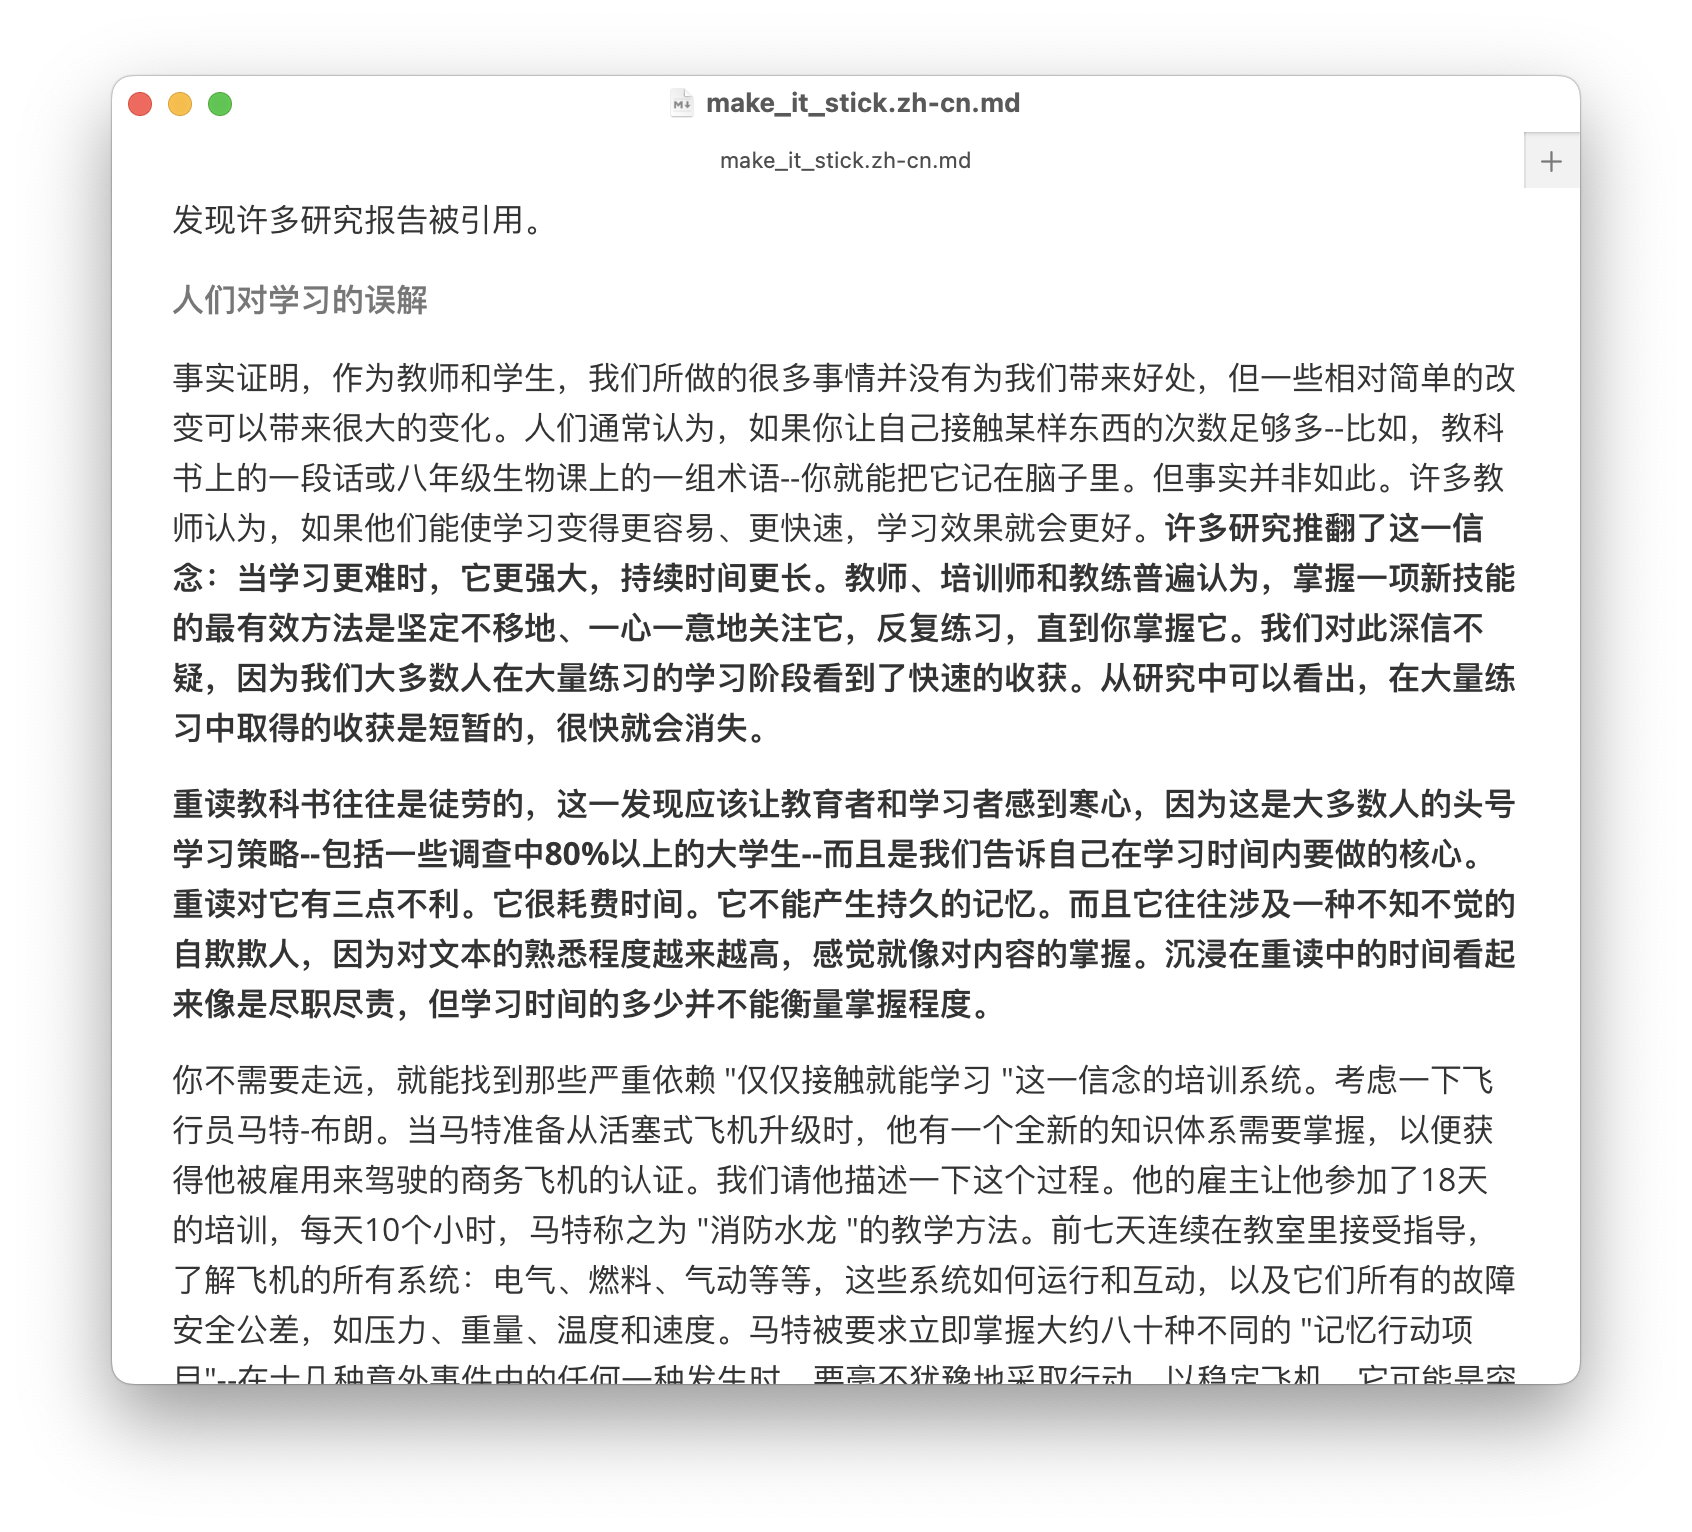 make_it_stick.zh-cn.md
make_it_stick.zh-cn.md
发现许多研究报告被引用。
人们对学习的误解
事实证明，作为教师和学生，我们所做的很多事情并没有为我们带来好处，但一些相对简单的改
变可以带来很大的变化。人们通常认为，如果你让自己接触某样东西的次数足够多--比如，教科
书上的一段话或八年级生物课上的一组术语--你就能把它记在脑子里。但事实并非如此。许多教
师认为，如果他们能使学习变得更容易、更快速，学习效果就会更好。许多研究推翻了这一信
念：当学习更难时，它更强大，持续时间更长。教师、培训师和教练普遍认为，掌握一项新技能
的最有效方法是坚定不移地、一心一意地关注它，反复练习，直到你掌握它。我们对此深信不
疑，因为我们大多数人在大量练习的学习阶段看到了快速的收获。从研究中可以看出，在大量练
习中取得的收获是短暂的，很快就会消失。
重读教科书往往是徒劳的，这一发现应该让教育者和学习者感到寒心，因为这是大多数人的头号
学习策略--包括一些调查中80%以上的大学生--而且是我们告诉自己在学习时间内要做的核心。
重读对它有三点不利。它很耗费时间。它不能产生持久的记忆。而且它往往涉及一种不知不觉的
自欺欺人，因为对文本的熟悉程度越来越高，感觉就像对内容的掌握。沉浸在重读中的时间看起
来像是尽职尽责，但学习时间的多少并不能衡量掌握程度。
你不需要走远，就能找到那些严重依赖 "仅仅接触就能学习 "这一信念的培训系统。考虑一下飞
行员马特-布朗。当马特准备从活塞式飞机升级时，他有一个全新的知识体系需要掌握，以便获
得他被雇用来驾驶的商务飞机的认证。我们请他描述一下这个过程。他的雇主让他参加了18天
的培训，每天10个小时，马特称之为 "消防水龙 "的教学方法。前七天连续在教室里接受指导，
了解飞机的所有系统：电气、燃料、气动等等，这些系统如何运行和互动，以及它们所有的故障
安全公差，如压力、重量、温度和速度。马特被要求立即掌握大约八十种不同的 "记忆行动项
目"--在十几种意外事件中的任何一种发生时，要毫不犹豫地采取行动，以稳定飞机。它可能是突